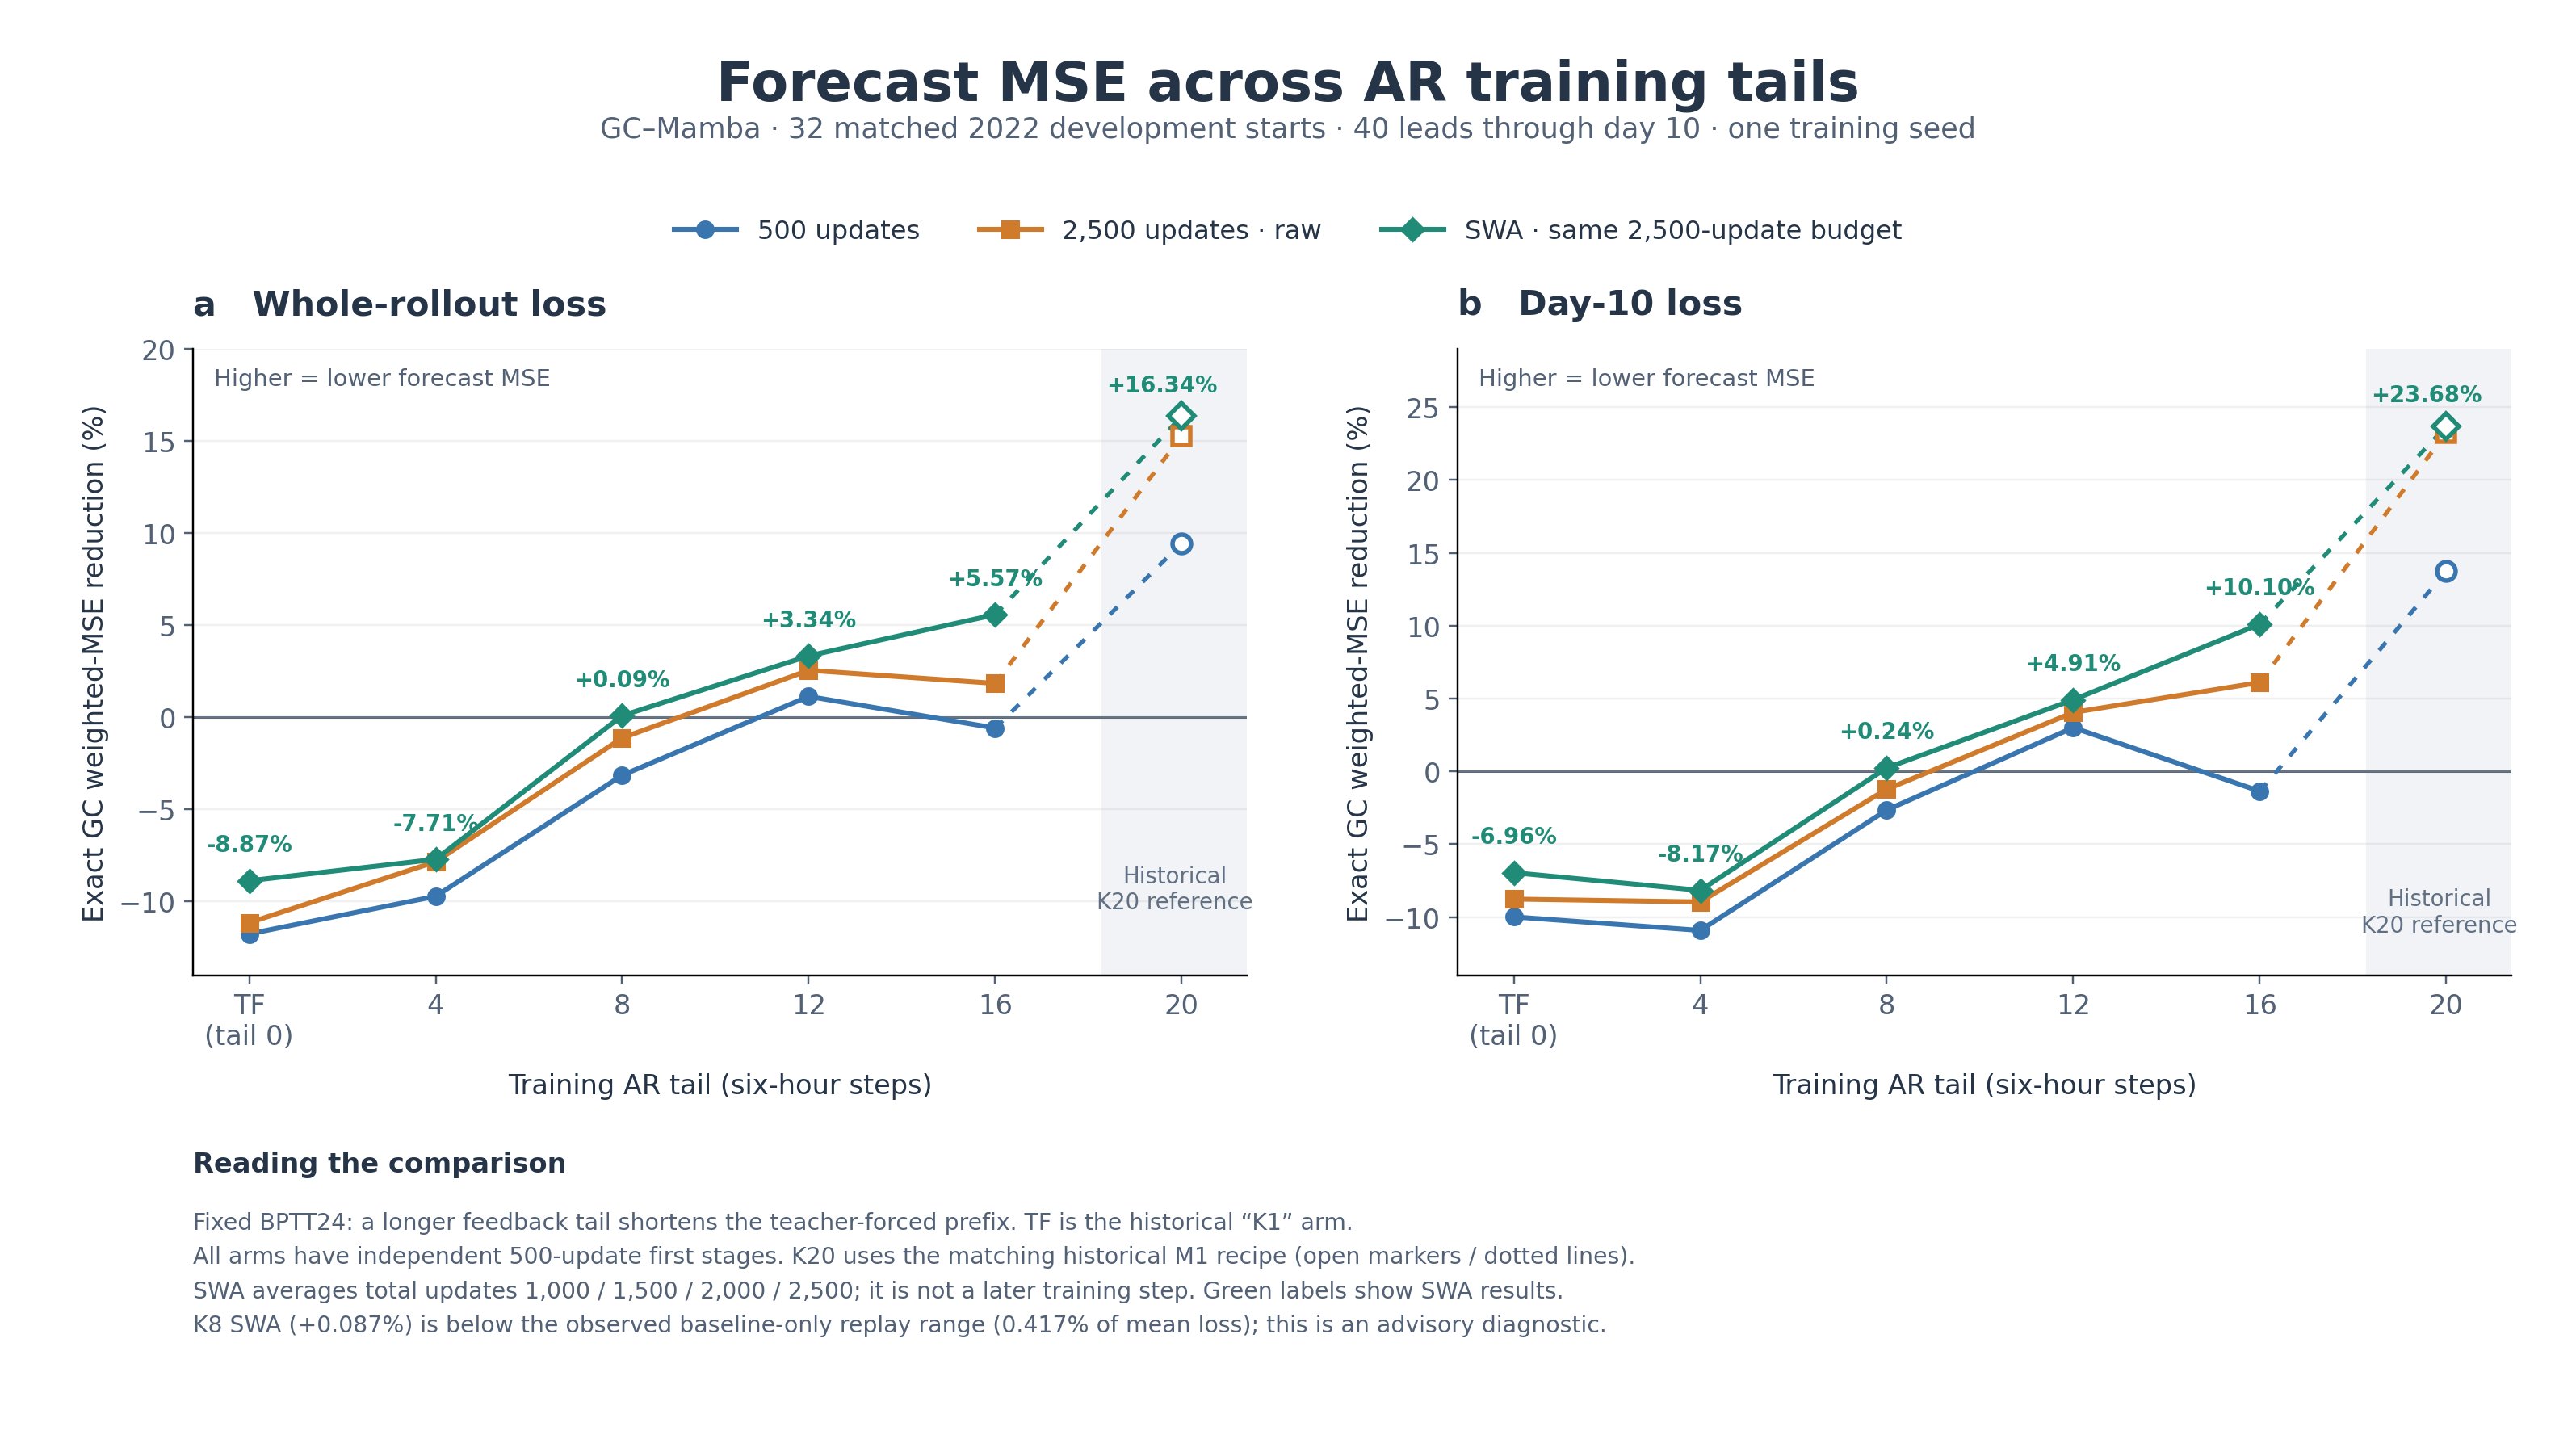 Forecast MSE across AR training tails
GC–Mamba · 32 matched 2022 development starts · 40 leads through day 10 · one training seed
500 updates
2,500 updates · raw
SWA · same 2,500-update budget
a Whole-rollout loss
Higher = lower forecast MSE
Exact GC weighted-MSE reduction (%)
20
15
10
5
0
−5
−10
-8.87%
-7.71%
+0.09%
+3.34%
+5.57%
+16.34%
Historical
K20 reference
TF
(tail 0)
4
8
12
16
20
Training AR tail (six-hour steps)
b Day-10 loss
Higher = lower forecast MSE
Exact GC weighted-MSE reduction (%)
25
20
15
10
5
0
−5
−10
-6.96%
-8.17%
+0.24%
+4.91%
+10.10%
+23.68%
Historical
K20 reference
TF
(tail 0)
4
8
12
16
20
Training AR tail (six-hour steps)
Reading the comparison
Fixed BPTT24: a longer feedback tail shortens the teacher-forced prefix. TF is the historical “K1” arm.
All arms have independent 500-update first stages. K20 uses the matching historical M1 recipe (open markers / dotted lines).
SWA averages total updates 1,000 / 1,500 / 2,000 / 2,500; it is not a later training step. Green labels show SWA results.
K8 SWA (+0.087%) is below the observed baseline-only replay range (0.417% of mean loss); this is an advisory diagnostic.